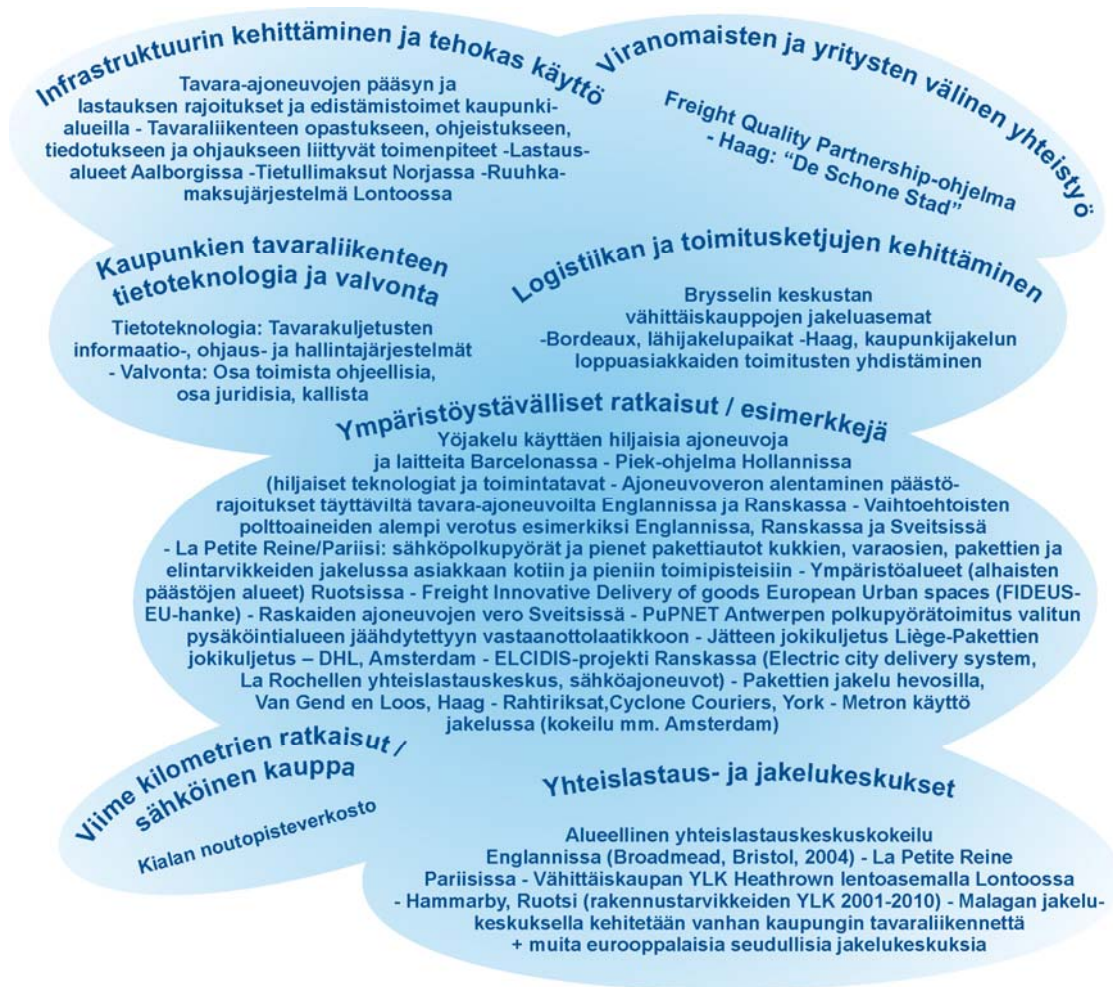 Infrastruktuurin kehittäminen ja tehokas käyttö
Tavara-ajoneuvojen pääsyn ja
lastauksen rajoitukset ja edistämistoimet kaupunki-
alueilla - Tavaraliikenteen opastukseen, ohjeistukseen,
tiedotukseen ja ohjaukseen liittyvät toimenpiteet -Lastaus-
alueet Aalborgissa -Tietullimaksut Norjassa -Ruuhka-
maksujärjestelmä Lontoossa
Viranomaisten ja yritysten välinen yhteistyö
Freight Quality Partnership-ohjelma
- Haag: “De Schone Stad”
Kaupunkien tavaraliikenteen
tietoteknologia ja valvonta
Tietoteknologia: Tavarakuljetusten
informaatio-, ohjaus- ja hallintajärjestelmät
- Valvonta: Osa toimista ohjeellisia,
osa juridisia, kallista
Logistiikan ja toimitusketjujen kehittäminen
Brysselin keskustan
vähittäiskauppojen jakeluasemat
-Bordeaux, lähijakelupaikat -Haag, kaupunkijakelun
loppuasiakkaiden toimitusten yhdistäminen
Ympäristöystävälliset ratkaisut / esimerkkejä
Yöjakelu käyttäen hiljaisia ajoneuvoja
ja laitteita Barcelonassa - Piek-ohjelma Hollannissa
(hiljaiset teknologiat ja toimintatavat - Ajoneuvoveron alentaminen päästö-
rajoitukset täyttäviltä tavara-ajoneuvoilta Englannissa ja Ranskassa - Vaihtoehtoisten
polttoaineiden alempi verotus esimerkiksi Englannissa, Ranskassa ja Sveitsissä
- La Petite Reine/Pariisi: sähköpolkupyörät ja pienet pakettiautot kukkien, varaosien, pakettien ja
elintarvikkeiden jakelussa asiakkaan kotiin ja pieniin toimipisteisiin - Ympäristöalueet (alhaisten
päästöjen alueet) Ruotsissa - Freight Innovative Delivery of goods European Urban spaces (FIDEUS-
EU-hanke) - Raskaiden ajoneuvojen vero Sveitsissä - PuPNET Antwerpen polkupyörätoimitus valitun
pysäköintialueen jäähdytettyyn vastaanottolaatikkoon - Jätteen jokikuljetus Liège-Pakettien
jokikuljetus – DHL, Amsterdam - ELCIDIS-projekti Ranskassa (Electric city delivery system,
La Rochellen yhteislastauskeskus, sähköajoneuvot) - Pakettien jakelu hevosilla,
Van Gend en Loos, Haag - Rahtiriksat,Cyclone Couriers, York - Metron käyttö
jakelussa (kokeilu mm. Amsterdam)
Viime kilometrien ratkaisut /
sähköinen kauppa
Kialan noutopisteverkosto
Yhteislastaus- ja jakelukeskukset
Alueellinen yhteislastauskeskuskokeilu
Englannissa (Broadmead, Bristol, 2004) - La Petite Reine
Pariisissa - Vähittäiskaupan YLK Heathrown lentoasemalla Lontoossa
- Hammarby, Ruotsi (rakennustarvikkeiden YLK 2001-2010) - Malagan jakelu-
keskuksella kehitetään vanhan kaupungin tavaraliikennettä
+ muita eurooppalaisia seudullisia jakelukeskuksia